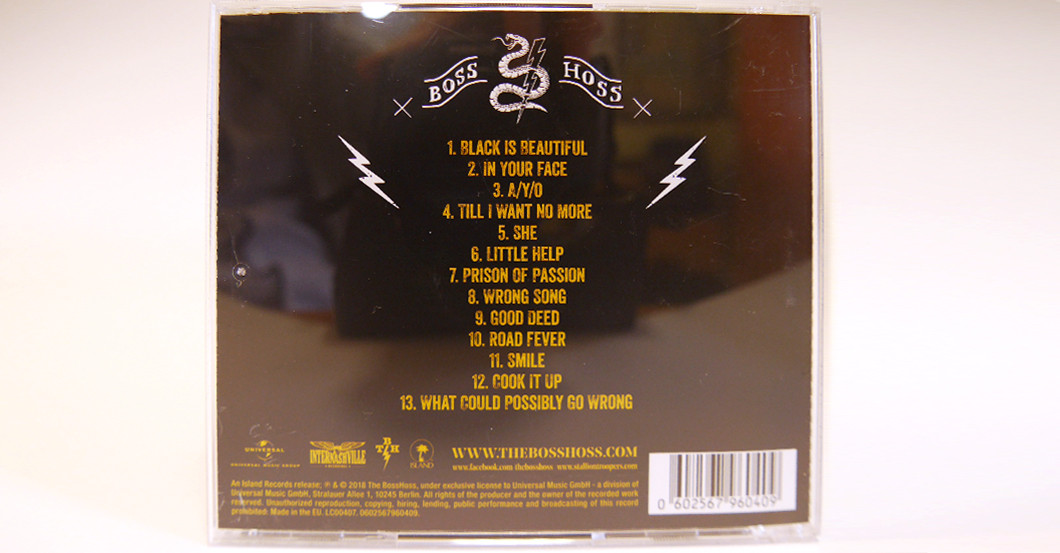 BOSS HOSS
1. BLACK IS BEAUTIFUL
2. IN YOUR FACE
3. A/Y/O
4. TILL I WANT NO MORE
5. SHE
6. LITTLE HELP
7. PRISON OF PASSION
8. WRONG SONG
9. GOOD DEED
10. ROAD FEVER
11. SMILE
12. COOK IT UP
13. WHAT COULD POSSIBLY GO WRONG
UNIVERSAL
UNIVERSAL MUSIC GROUP
INTERNASHVILLE
TBH
ISLAND
WWW.THEBOSSHOSS.COM
www.facebook.com/thebosshoss www.stalliontroopers.com
An Island Records release; ℗ & © 2018 The BossHoss, under exclusive license to Universal Music GmbH - a division of
Universal Music GmbH, Stralauer Allee 1, 10245 Berlin. All rights of the producer and the owner of the recorded work
reserved. Unauthorized reproduction, copying, hiring, lending, public performance and broadcasting of this record
prohibited. Made in the EU. LC00407. 0602567960409.
0 602567 960409